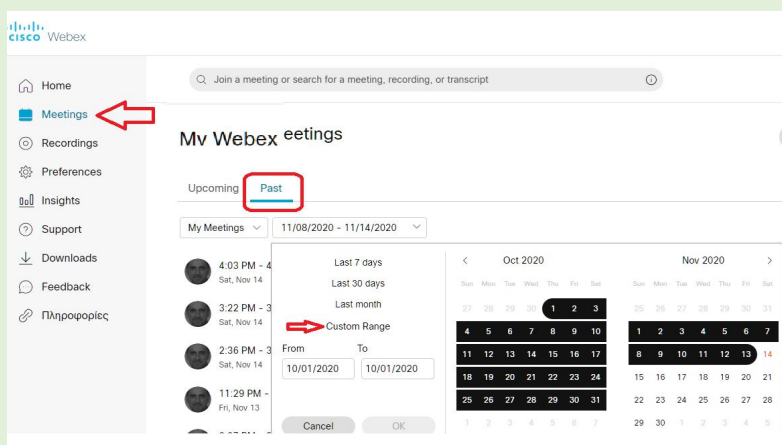 CISCO Webex
Join a meeting or search for a meeting, recording, or transcript
Home
Meetings
Recordings
Preferences
Insights
Support
Downloads
Feedback
Πληροφορίες
My Webex eetings
Upcoming Past
My Meetings 11/08/2020 - 11/14/2020
4:03 PM - 4
Sat, Nov 14
3:22 PM - 3
Sat, Nov 14
2:36 PM - 3
Sat, Nov 14
11:29 PM -
Fri, Nov 13
Last 7 days
Last 30 days
Last month
Custom Range
From To
10/01/2020 10/01/2020
Cancel OK
Oct 2020
Sun Mon Tue Wed Thu Fri Sat
27 28 29 30 1 2 3
4 5 6 7 8 9 10
11 12 13 14 15 16 17
18 19 20 21 22 23 24
25 26 27 28 29 30 31
1 2 3 4 5 6 7
Nov 2020
Sun Mon Tue Wed Thu Fri Sat
25 26 27 28 29 30 31
1 2 3 4 5 6 7
8 9 10 11 12 13 14
15 16 17 18 19 20 21
22 23 24 25 26 27 28
29 30 1 2 3 4 5